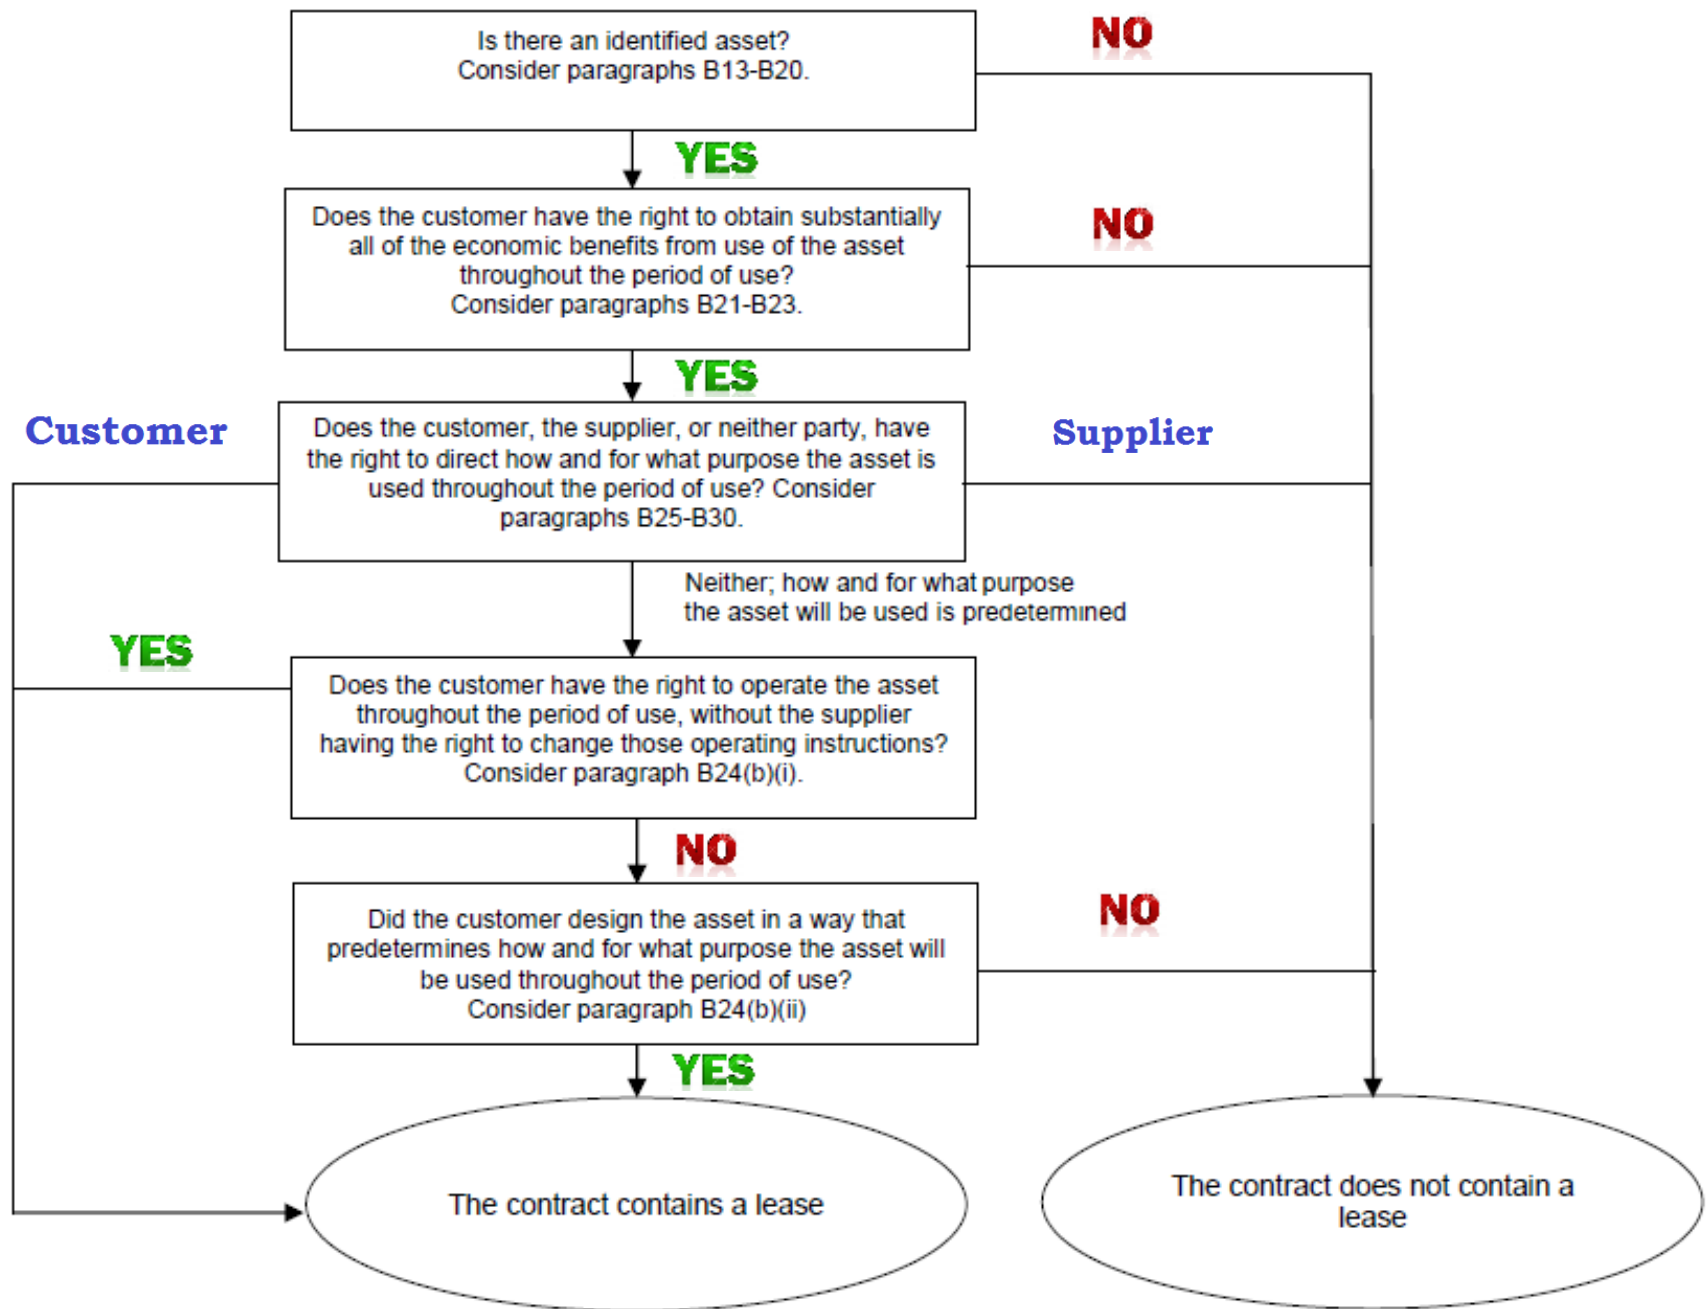 Is there an identified asset?
Consider paragraphs B13-B20.
NO
YES
Does the customer have the right to obtain substantially
all of the economic benefits from use of the asset
throughout the period of use?
Consider paragraphs B21-B23.
NO
YES
Customer
Does the customer, the supplier, or neither party, have
the right to direct how and for what purpose the asset is
used throughout the period of use? Consider
paragraphs B25-B30.
Supplier
Neither; how and for what purpose
the asset will be used is predetermined
YES
Does the customer have the right to operate the asset
throughout the period of use, without the supplier
having the right to change those operating instructions?
Consider paragraph B24(b)(i).
NO
Did the customer design the asset in a way that
predetermines how and for what purpose the asset will
be used throughout the period of use?
Consider paragraph B24(b)(ii)
NO
YES
The contract contains a lease
The contract does not contain a
lease